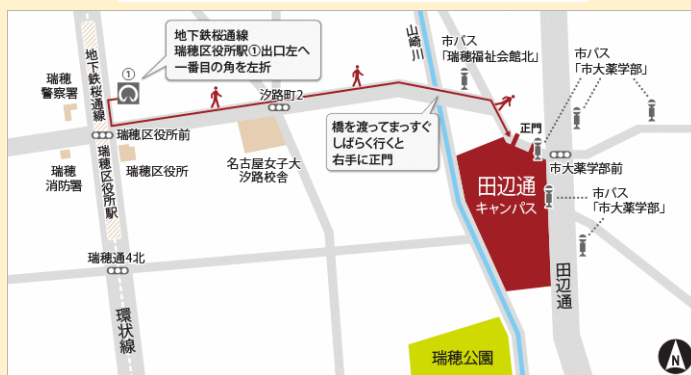 地下鉄桜通線
瑞穂区役所駅①出口左へ
一番目の角を左折
①
地下鉄桜通線
瑞穂
警察署
汐路町2
山崎川
市バス
「瑞穂福祉会館北」
市バス
「市大薬学部」
正門
橋を渡ってまっすぐ
しばらく行くと
右手に正門
瑞穂区役所前
瑞穂
消防署
瑞穂区役所
瑞穂区役所駅
名古屋女子大
汐路校舎
田辺通
キャンパス
市大薬学部前
市バス
「市大薬学部」
瑞穂通4北
環状線
田辺通
瑞穂公園
N